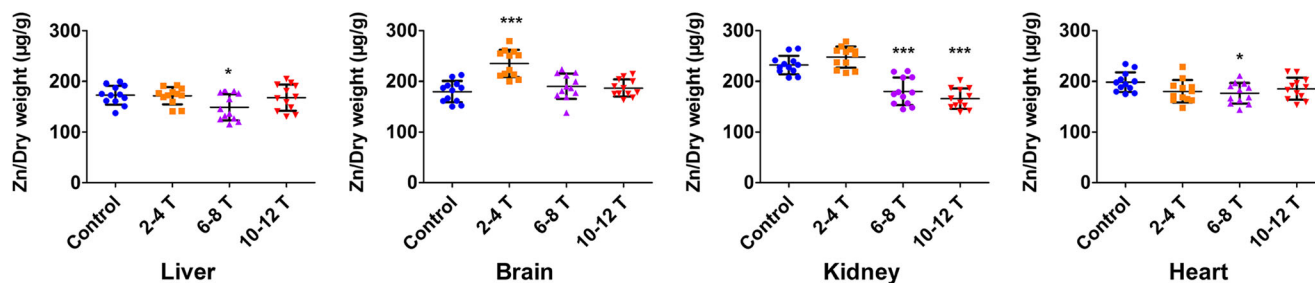 Zn/Dry weight (µg/g)
300
200
100
0
*
Control
2-4 T
6-8 T
10-12 T
Liver
Zn/Dry weight (µg/g)
300
200
100
0
***
Control
2-4 T
6-8 T
10-12 T
Brain
Zn/Dry weight (µg/g)
300
200
100
0
***
***
Control
2-4 T
6-8 T
10-12 T
Kidney
Zn/Dry weight (µg/g)
300
200
100
0
*
Control
2-4 T
6-8 T
10-12 T
Heart